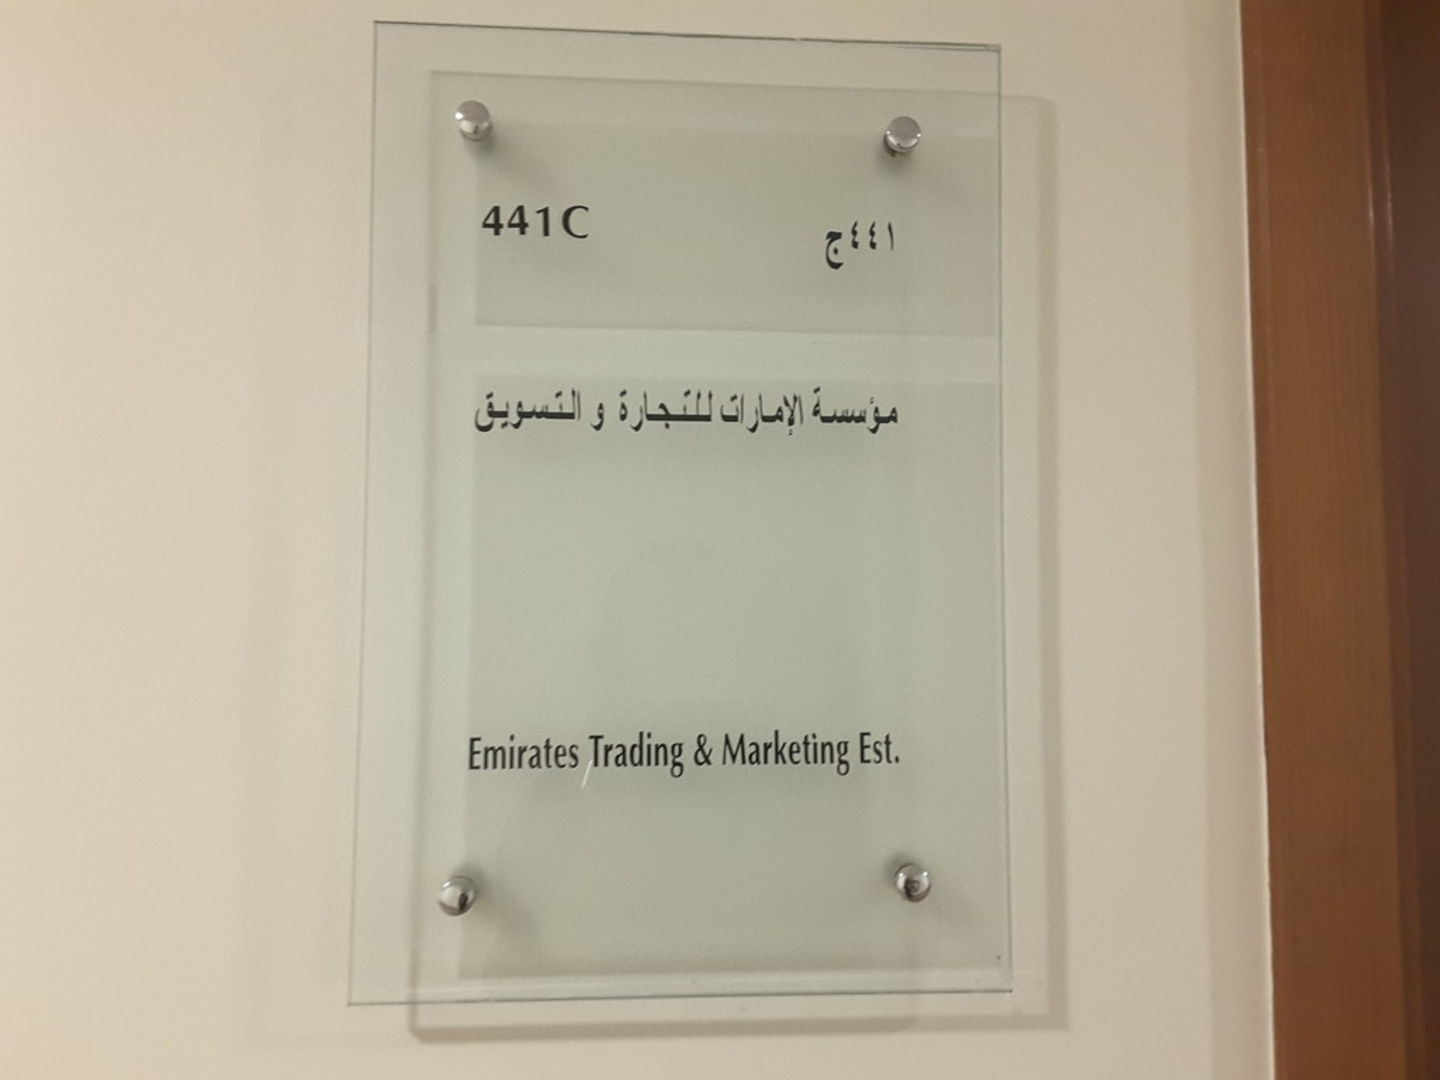 441C ٤٤١ج
مؤسسة الإمارات للتجارة و التسويق
Emirates Trading & Marketing Est.